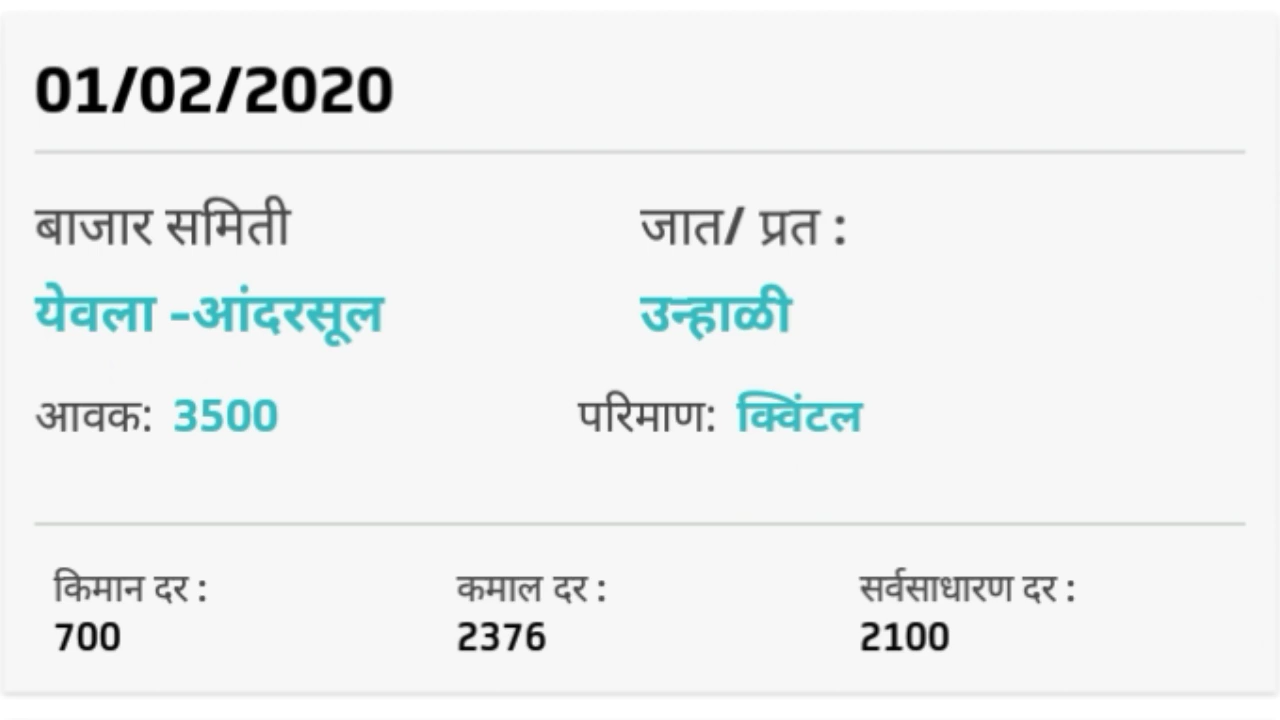 01/02/2020
बाजार समिती जात/ प्रत :
येवला -आंदरसूल उन्हाळी
आवक: 3500 परिमाण: क्विंटल
किमान दर : कमाल दर : सर्वसाधारण दर :
700 2376 2100